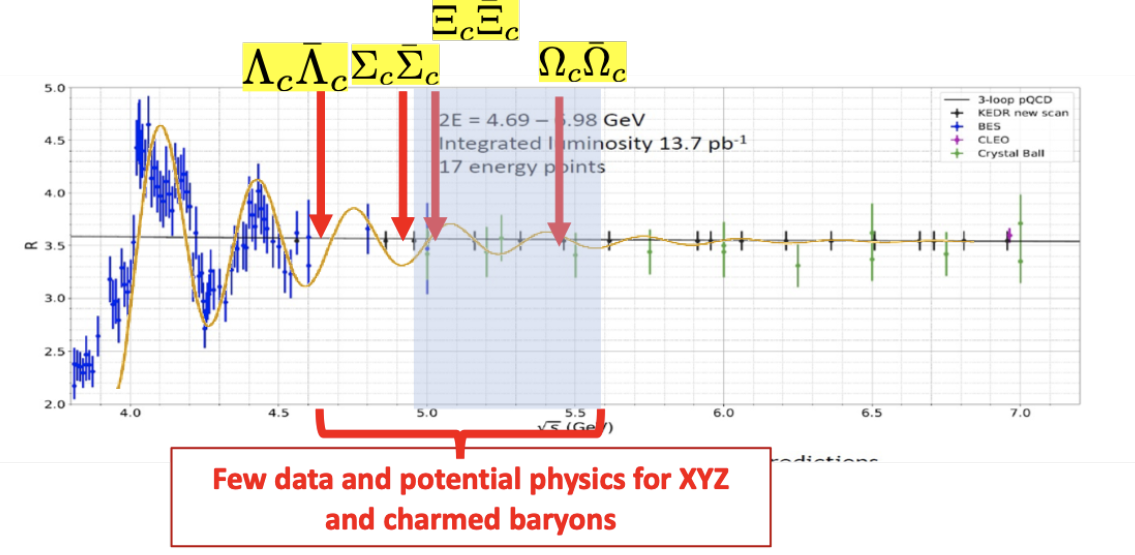 Ξ_cΞ̄_c
Λ_cΛ̄_c Σ_cΣ̄_c Ω_cΩ̄_c
5.0
4.5
4.0
3.5
3.0
2.5
2.0
R
2E = 4.69 – .98 GeV
Integrated luminosity 13.7 pb⁻¹
17 energy points
3-loop pQCD
KEDR new scan
BES
CLEO
Crystal Ball
4.0 4.5 5.0 5.5 6.0 6.5 7.0
√s (GeV)
Few data and potential physics for XYZ
and charmed baryons